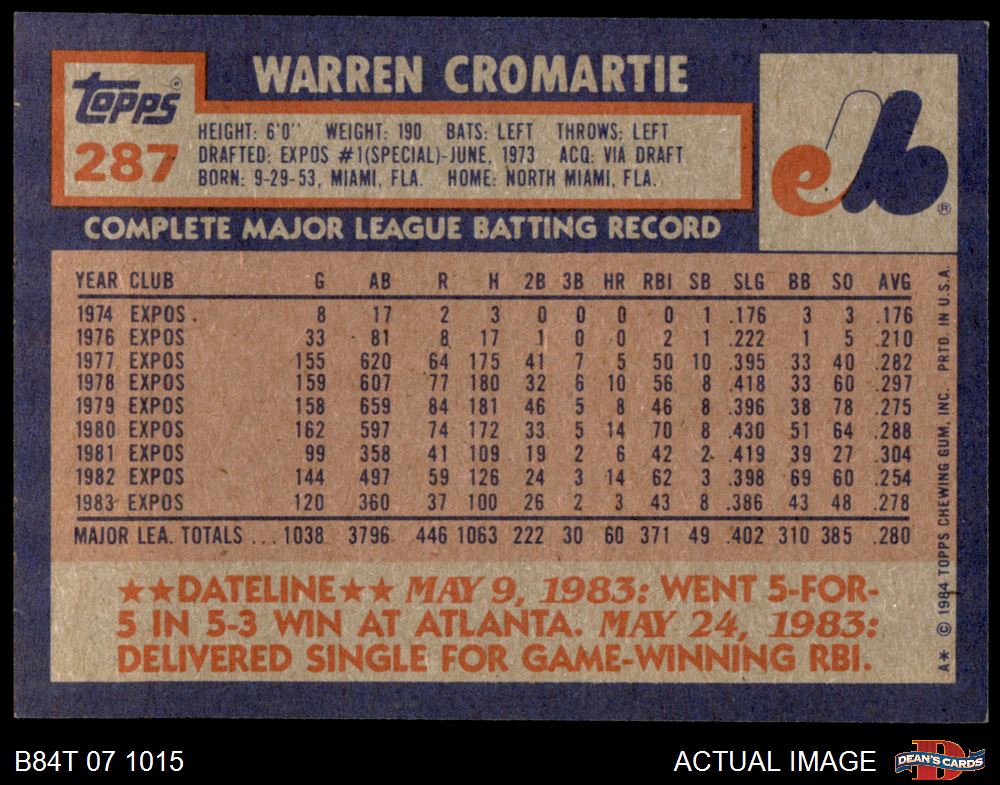 WARREN CROMARTIE
Topps®
287
HEIGHT: 6'0" WEIGHT: 190 BATS: LEFT THROWS: LEFT
DRAFTED: EXPOS #1(SPECIAL)-JUNE, 1973 ACQ: VIA DRAFT
BORN: 9-29-53, MIAMI, FLA. HOME: NORTH MIAMI, FLA.
eb®
COMPLETE MAJOR LEAGUE BATTING RECORD
YEAR CLUB G AB R H 2B 3B HR RBI SB SLG BB SO AVG
1974 EXPOS 8 17 2 3 0 0 0 0 1 .176 3 3 .176
1976 EXPOS 33 81 8 17 1 0 0 2 1 .222 1 5 .210
1977 EXPOS 155 620 64 175 41 7 5 50 10 .395 33 40 .282
1978 EXPOS 159 607 77 180 32 6 10 56 8 .418 33 60 .297
1979 EXPOS 158 659 84 181 46 5 8 46 8 .396 38 78 .275
1980 EXPOS 162 597 74 172 33 5 14 70 8 .430 51 64 .288
1981 EXPOS 99 358 41 109 19 2 6 42 2 .419 39 27 .304
1982 EXPOS 144 497 59 126 24 3 14 62 3 .398 69 60 .254
1983 EXPOS 120 360 37 100 26 2 3 43 8 .386 43 48 .278
MAJOR LEA. TOTALS ... 1038 3796 446 1063 222 30 60 371 49 .402 310 385 .280
★★DATELINE★★ MAY 9, 1983: WENT 5-FOR-
5 IN 5-3 WIN AT ATLANTA. MAY 24, 1983:
DELIVERED SINGLE FOR GAME-WINNING RBI.
A* © 1984 TOPPS CHEWING GUM, INC. PRTD. IN U.S.A.
B84T 07 1015
ACTUAL IMAGE
DEAN'S CARDS